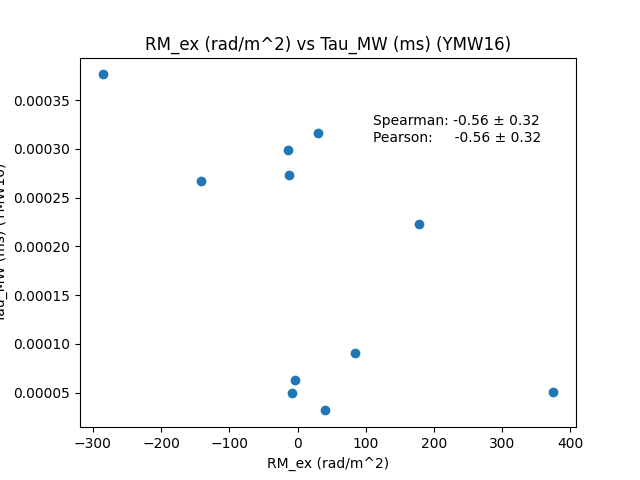 RM_ex (rad/m^2) vs Tau_MW (ms) (YMW16)
Spearman: -0.56 ± 0.32
Pearson: -0.56 ± 0.32
0.00035
0.00030
0.00025
0.00020
0.00015
0.00010
0.00005
−300 −200 −100 0 100 200 300 400
RM_ex (rad/m^2)